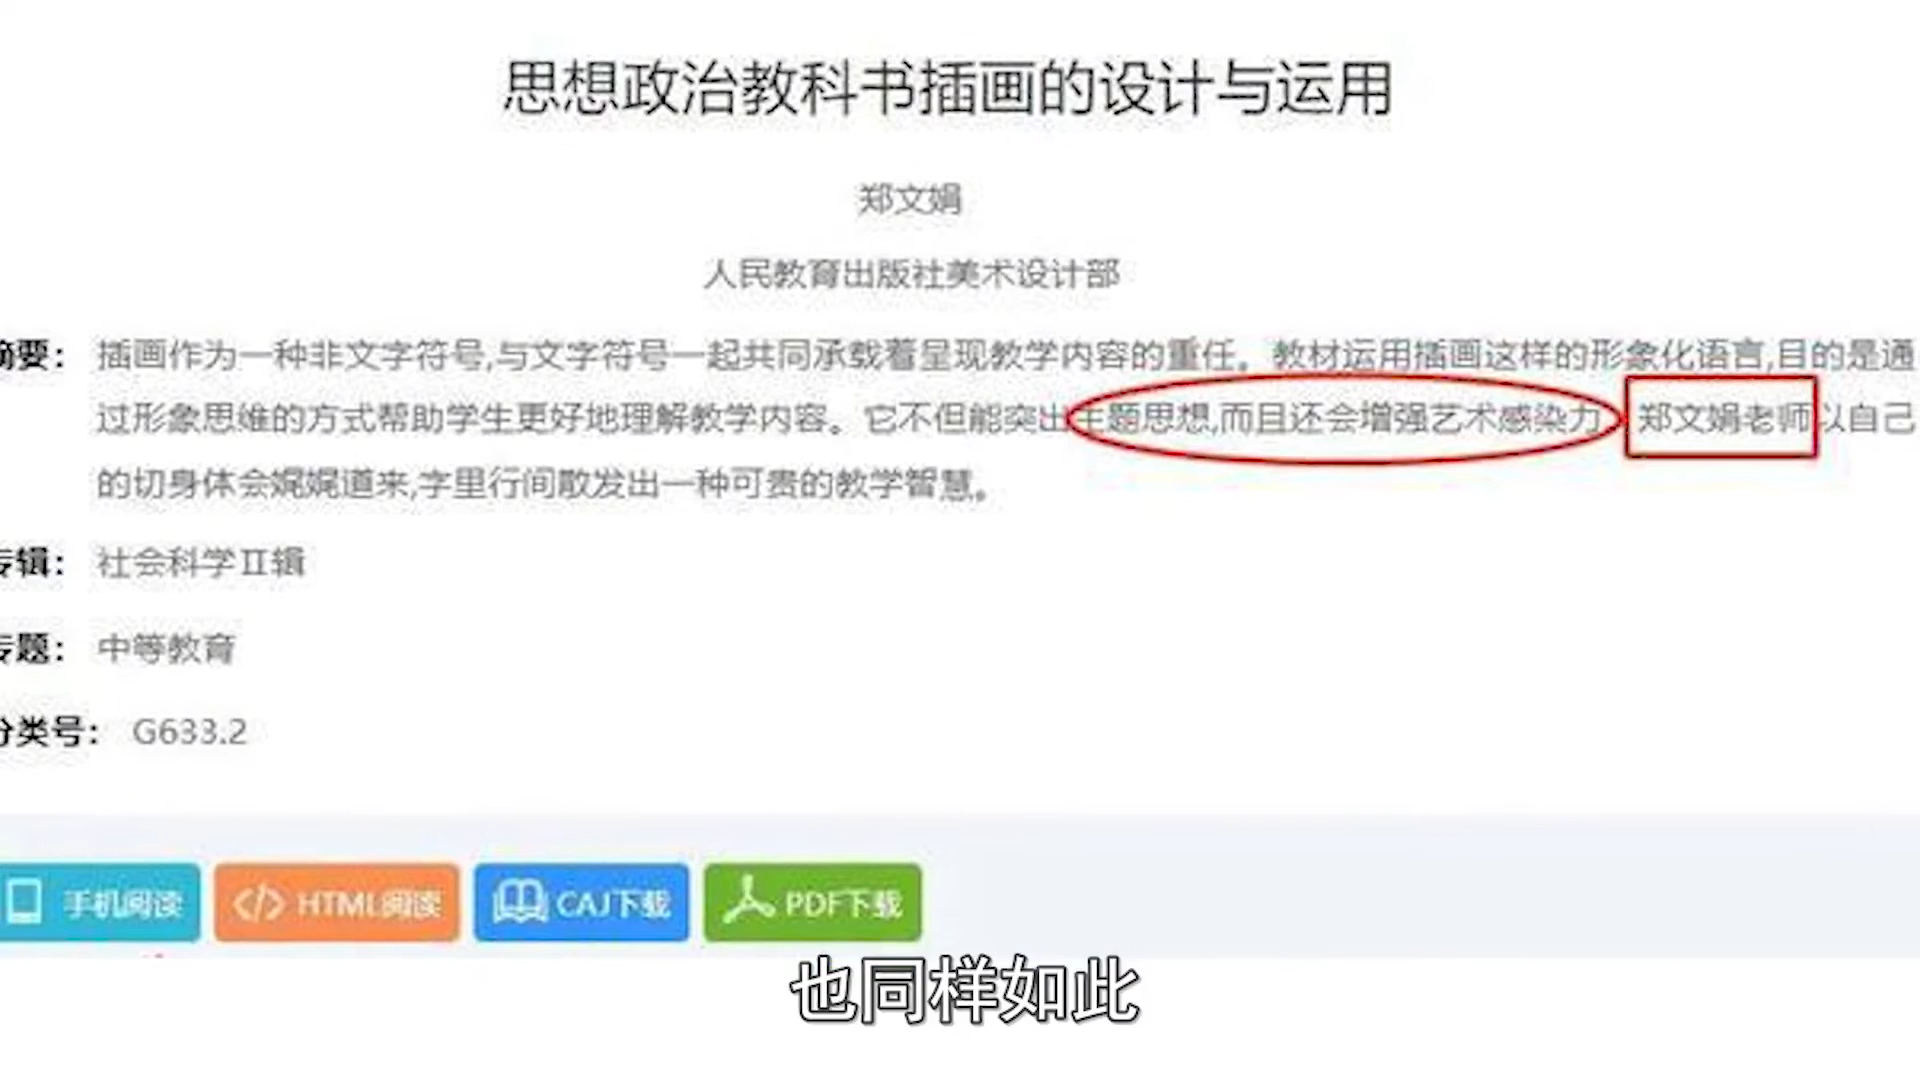 思想政治教科书插画的设计与运用
郑文娟
人民教育出版社美术设计部
摘要： 插画作为一种非文字符号,与文字符号一起共同承载着呈现教学内容的重任。教材运用插画这样的形象化语言,目的是通
过形象思维的方式帮助学生更好地理解教学内容。它不但能突出主题思想,而且还会增强艺术感染力 郑文娟老师以自己
的切身体会娓娓道来,字里行间散发出一种可贵的教学智慧。
专辑： 社会科学Ⅱ辑
专题： 中等教育
分类号： G633.2
手机阅读 HTML阅读 CAJ下载 PDF下载
也同样如此